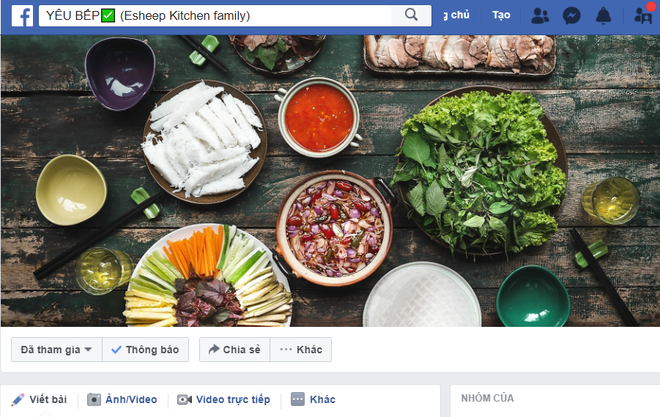 f YÊU BẾP✅ (Esheep Kitchen family) chủ Tạo
Đã tham gia Thông báo Chia sẻ Khác
Viết bài Ảnh/Video Video trực tiếp Khác NHÓM CỦA